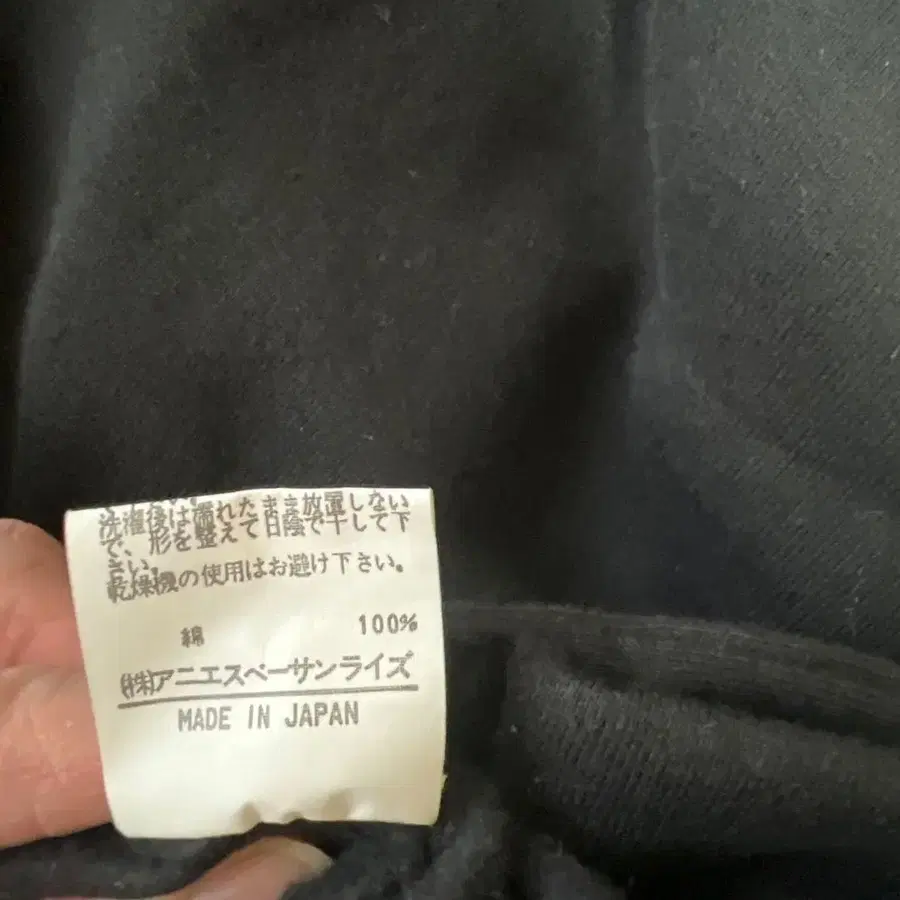 洗濯後は濡れたまま放置しない
で、形を整えて日陰で干して下
さい。
乾燥機の使用はお避け下さい。
綿 100%
(株)アニエスベーサンライズ
MADE IN JAPAN